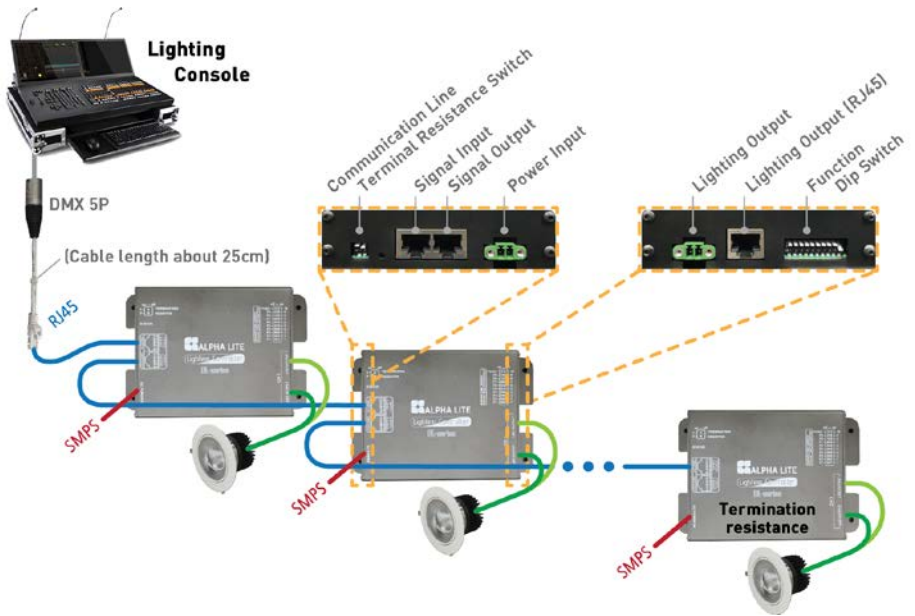 Lighting
Console
Communication Line
Terminal Resistance Switch
Signal Input
Signal Output
Power Input
Lighting Output
Lighting Output (RJ45)
Function
Dip Switch
DMX 5P
(Cable length about 25cm)
RJ45
ALPHA LITE
SMPS
ALPHA LITE
SMPS
ALPHA LITE
Termination
resistance
SMPS